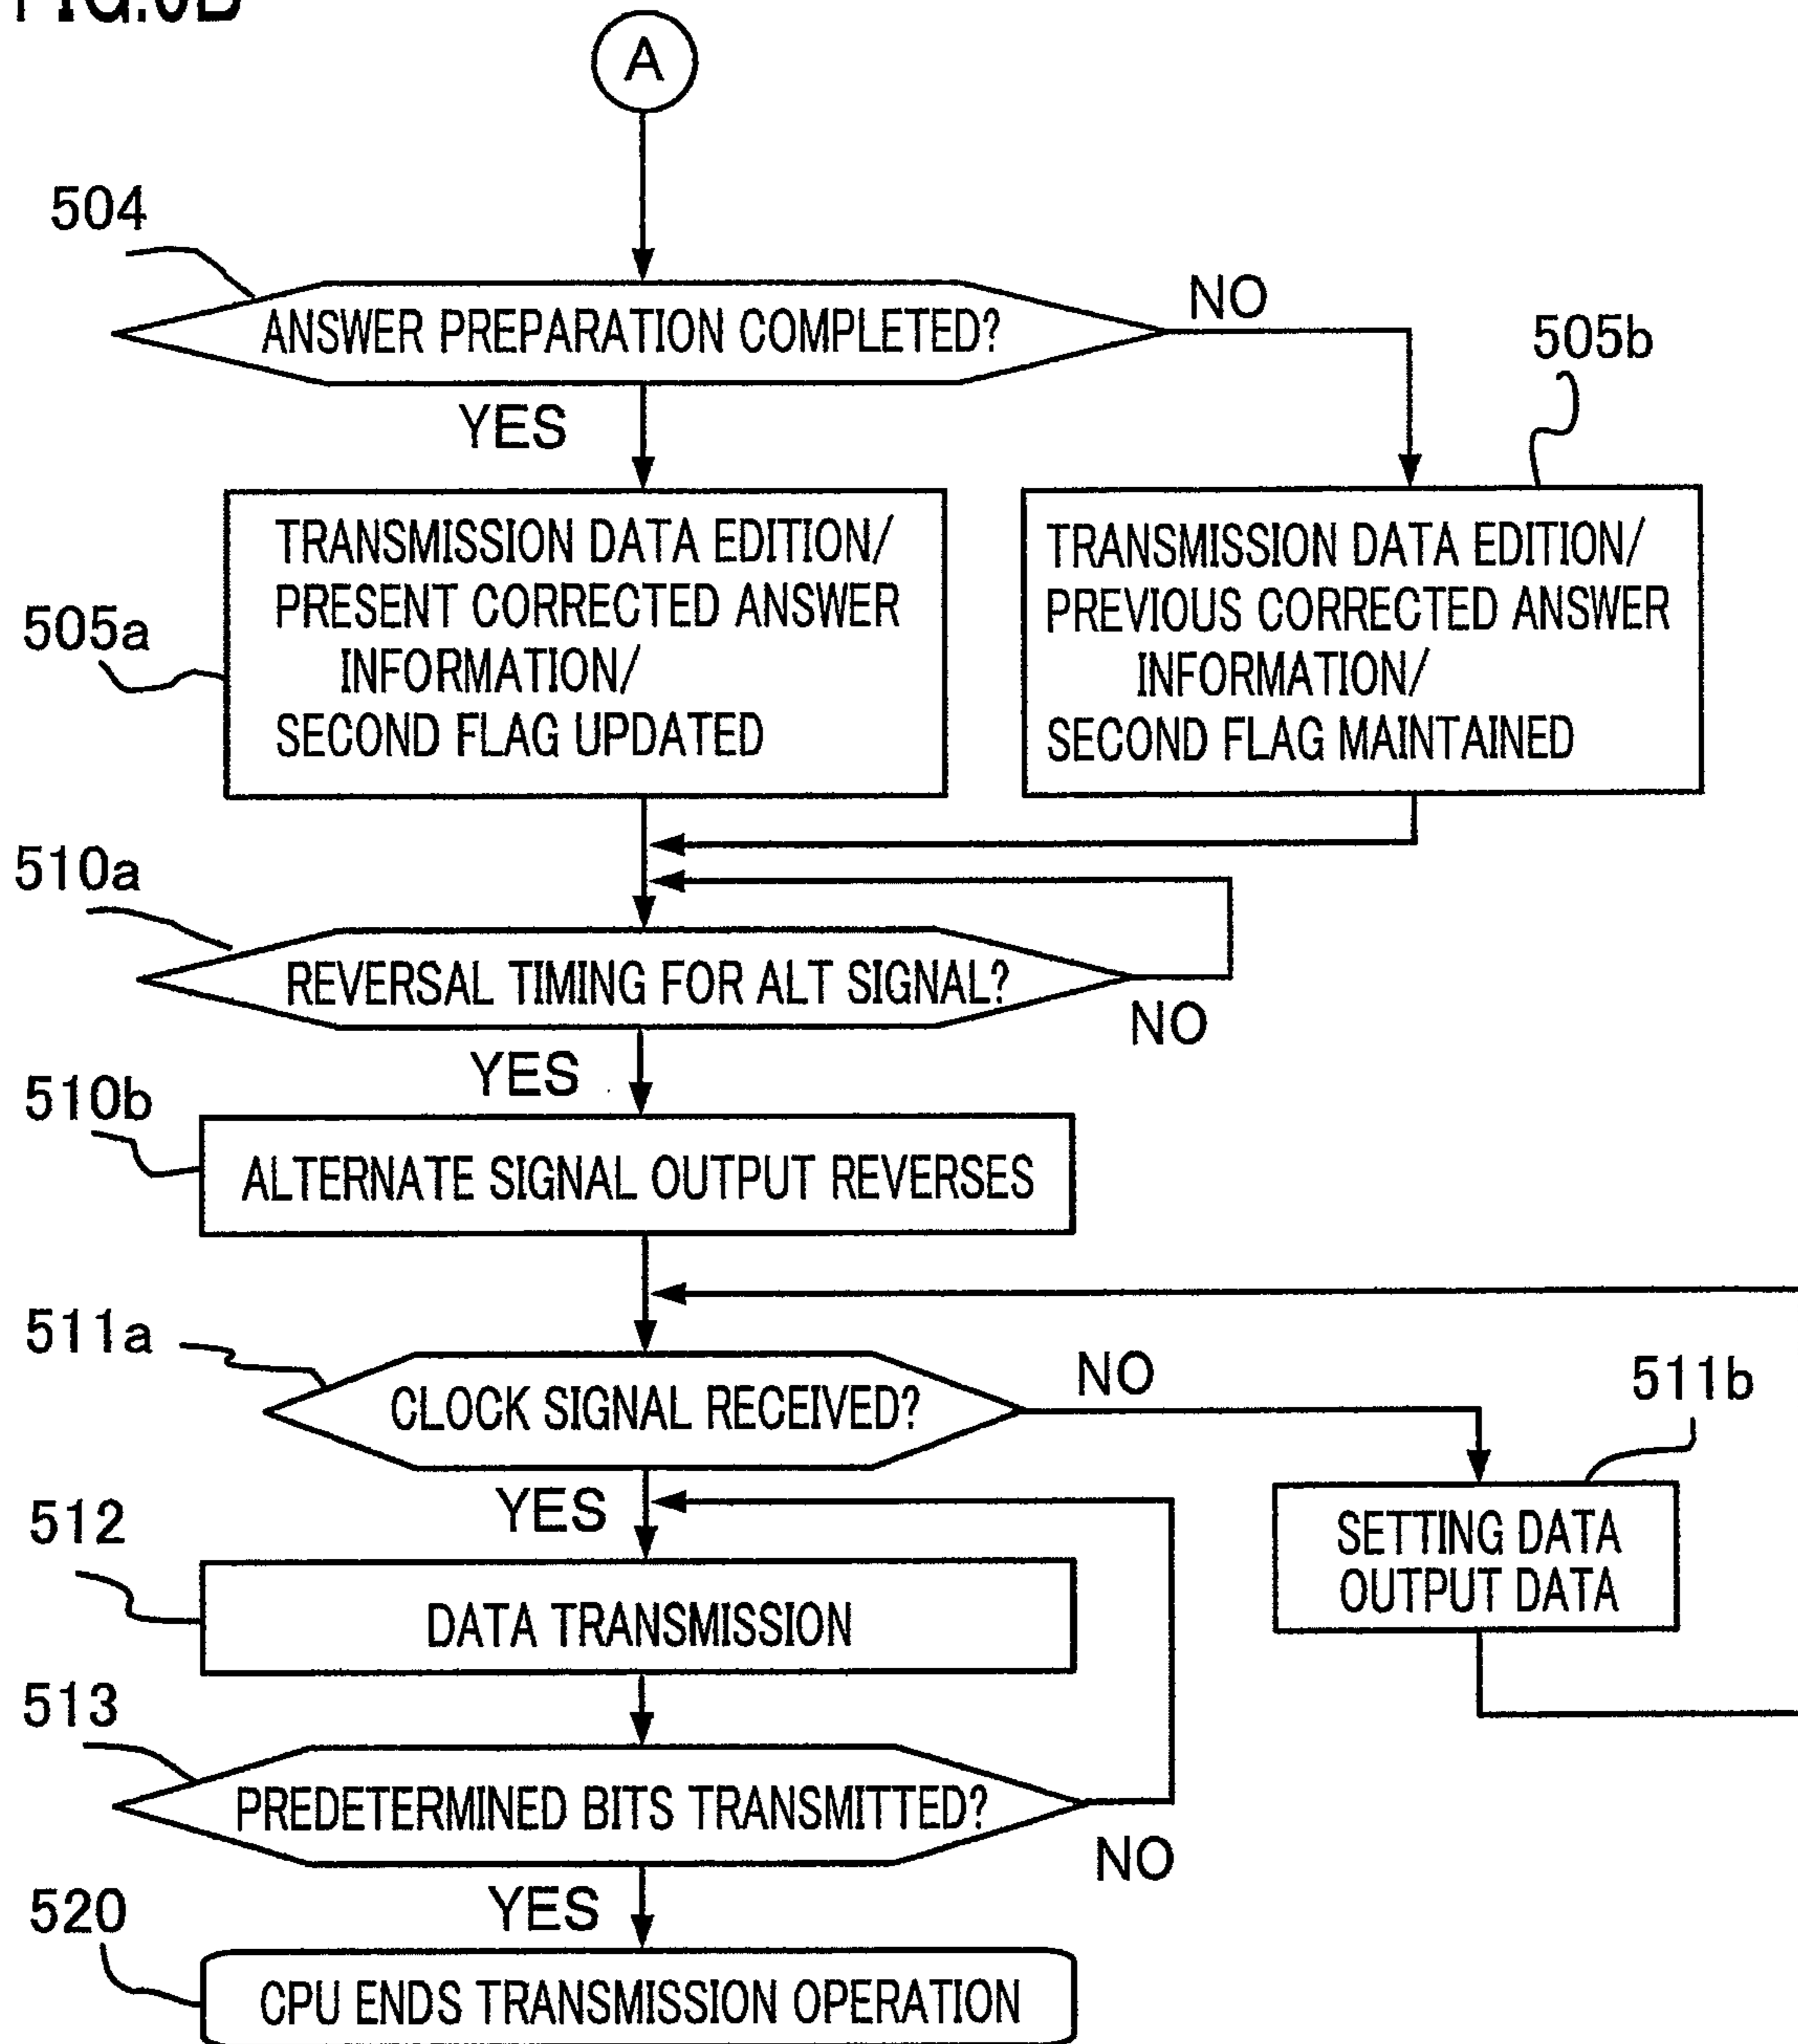 A
504
ANSWER PREPARATION COMPLETED?
NO
YES
505b
505a
TRANSMISSION DATA EDITION/
PRESENT CORRECTED ANSWER
INFORMATION/
SECOND FLAG UPDATED
TRANSMISSION DATA EDITION/
PREVIOUS CORRECTED ANSWER
INFORMATION/
SECOND FLAG MAINTAINED
510a
REVERSAL TIMING FOR ALT SIGNAL?
NO
YES
510b
ALTERNATE SIGNAL OUTPUT REVERSES
511a
CLOCK SIGNAL RECEIVED?
NO
511b
YES
SETTING DATA
OUTPUT DATA
512
DATA TRANSMISSION
513
PREDETERMINED BITS TRANSMITTED?
NO
YES
520
CPU ENDS TRANSMISSION OPERATION